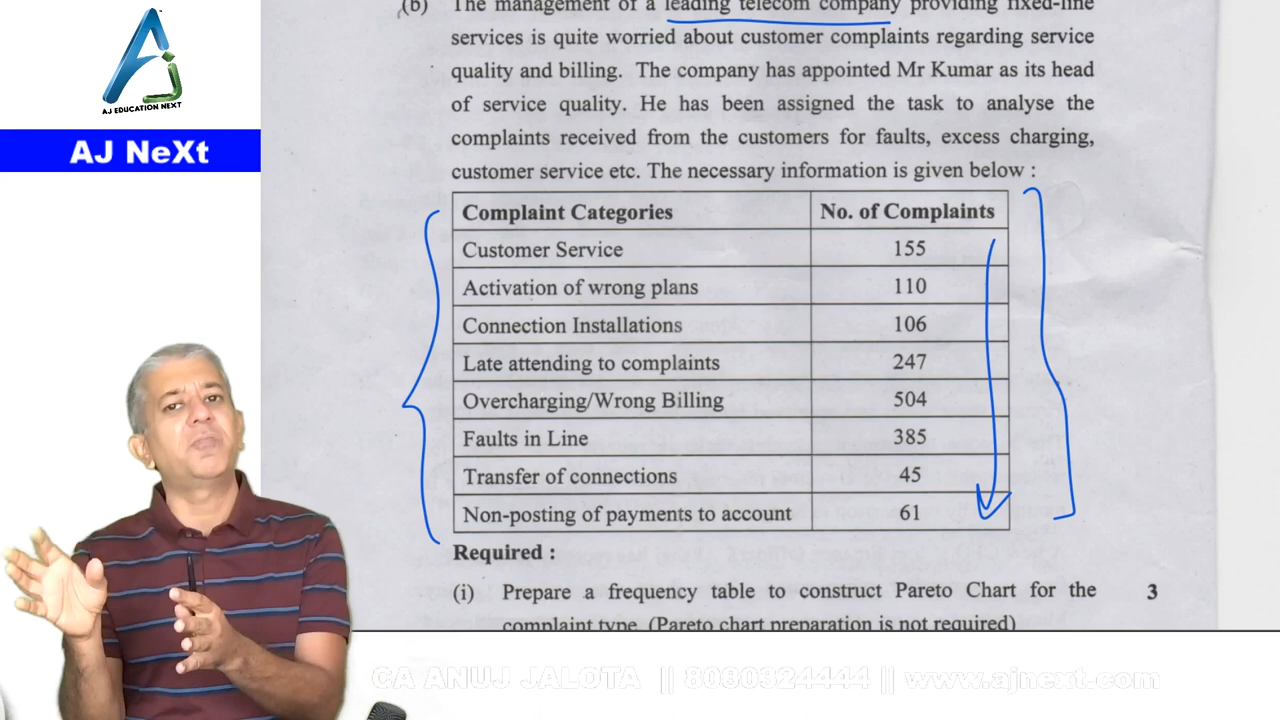 AJ EDUCATION NEXT
AJ NeXt
(b) The management of a leading telecom company providing fixed-line
services is quite worried about customer complaints regarding service
quality and billing. The company has appointed Mr Kumar as its head
of service quality. He has been assigned the task to analyse the
complaints received from the customers for faults, excess charging,
customer service etc. The necessary information is given below :
Complaint Categories No. of Complaints
Customer Service 155
Activation of wrong plans 110
Connection Installations 106
Late attending to complaints 247
Overcharging/Wrong Billing 504
Faults in Line 385
Transfer of connections 45
Non-posting of payments to account 61
Required :
(i) Prepare a frequency table to construct Pareto Chart for the 3
complaint type. (Pareto chart preparation is not required)
CA ANUJ JALOTA || 8080324444 || www.ajnext.com